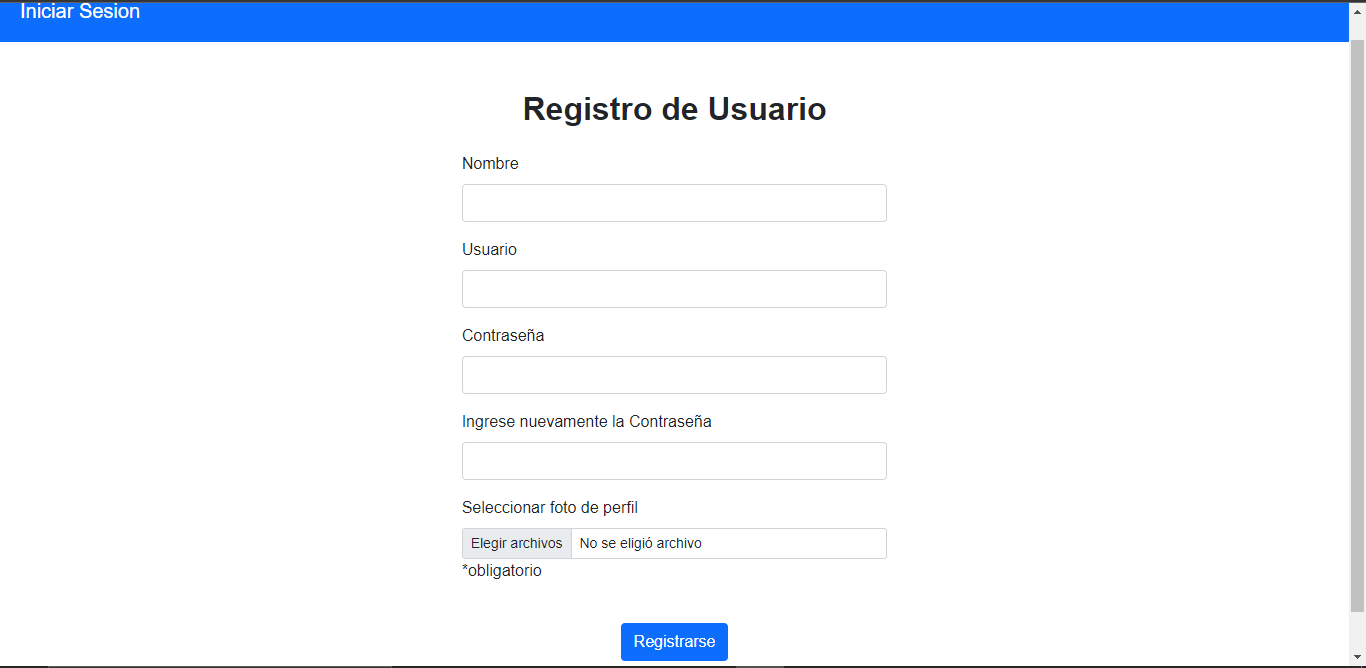 Iniciar Sesion
Registro de Usuario
Nombre
Usuario
Contraseña
Ingrese nuevamente la Contraseña
Seleccionar foto de perfil
Elegir archivos No se eligió archivo
*obligatorio
Registrarse